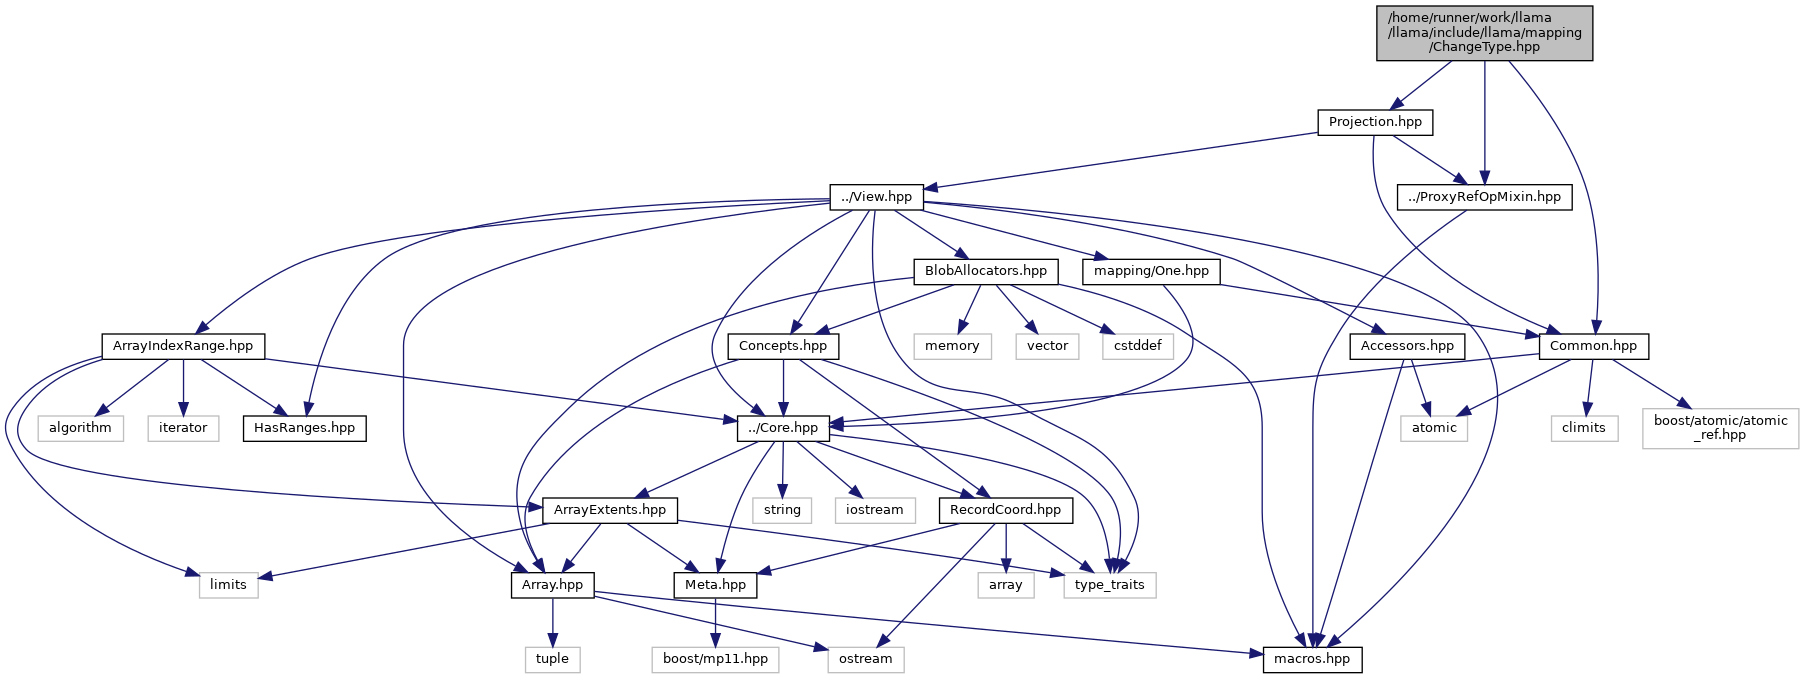 /home/runner/work/llama
/llama/include/llama/mapping
/ChangeType.hpp
Projection.hpp
../View.hpp
../ProxyRefOpMixin.hpp
BlobAllocators.hpp
mapping/One.hpp
ArrayIndexRange.hpp
Concepts.hpp
memory
vector
cstddef
Accessors.hpp
Common.hpp
algorithm
iterator
HasRanges.hpp
../Core.hpp
atomic
climits
boost/atomic/atomic
_ref.hpp
ArrayExtents.hpp
string
iostream
RecordCoord.hpp
limits
Array.hpp
Meta.hpp
array
type_traits
tuple
boost/mp11.hpp
ostream
macros.hpp